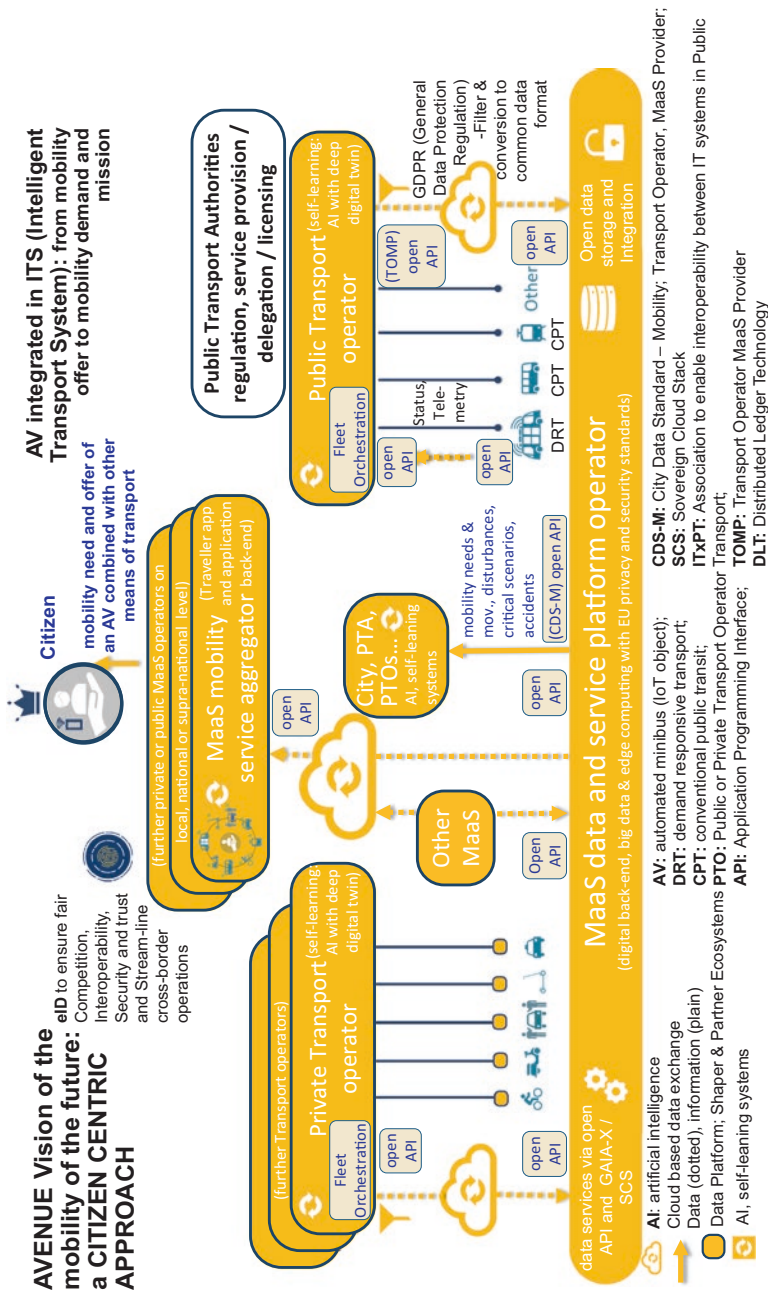 AVENUE Vision of the
mobility of the future:
a CITIZEN CENTRIC
APPROACH
eID to ensure fair
Competition,
Interoperability,
Security and trust
and Stream-line
cross-border
operations
Citizen
mobility need and offer of
an AV combined with other
means of transport
AV integrated in ITS (Intelligent
Transport System): from mobility
offer to mobility demand and
mission
(further private or public MaaS operators on
local, national or supra-national level)
MaaS mobility (Traveller app
and application
service aggregator back-end)
open
API
Public Transport Authorities
regulation, service provision /
delegation / licensing
(further Transport operators)
Private Transport (self-learning:
AI with deep
operator digital twin)
Fleet
Orchestration
open
API
open
API
Other
MaaS
Open
API
City, PTA,
PTOs...
AI, self-leaning
systems
open
API
mobility needs &
mov., disturbances,
critical scenarios,
accidents
(CDS-M) open API
Public Transport (self-learning:
AI with deep
operator digital twin)
Fleet
Orchestration
open
API
open
API
Status,
Tele-
metry
DRT
CPT
CPT
Other
(TOMP)
open
API
open
API
GDPR (General
Data Protection
Regulation)
-Filter &
conversion to
common data
format
data services via open
API and GAIA-X /
SCS
MaaS data and service platform operator
(digital back-end, big data & edge computing with EU privacy and security standards)
Open data
storage and
Integration
AI: artificial intelligence
Cloud based data exchange
Data (dotted), information (plain)
Data Platform; Shaper & Partner Ecosystems
AI, self-leaning systems
AV: automated minibus (IoT object);
DRT: demand responsive transport;
CPT: conventional public transit;
PTO: Public or Private Transport Operator Transport;
API: Application Programming Interface;
CDS-M: City Data Standard – Mobility; Transport Operator, MaaS Provider;
SCS: Sovereign Cloud Stack
ITxPT: Association to enable interoperability between IT systems in Public
TOMP: Transport Operator MaaS Provider
DLT: Distributed Ledger Technology